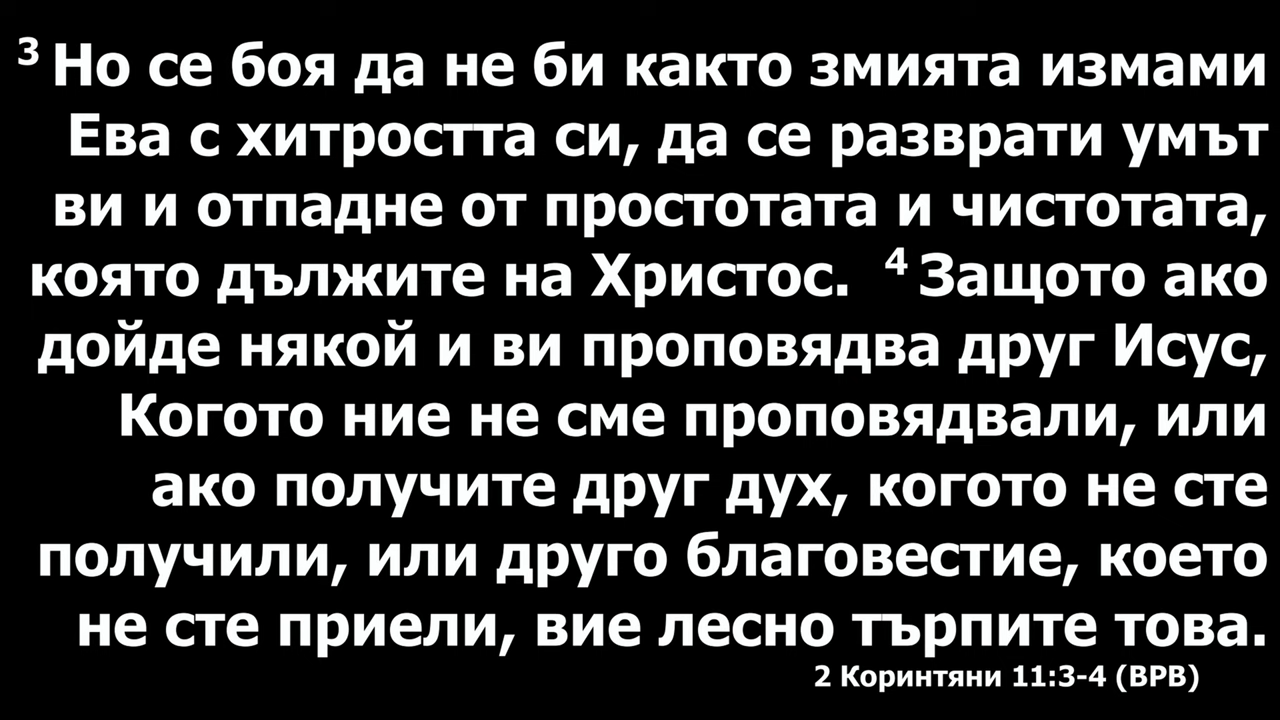 3 Но се боя да не би както змията измами
Ева с хитростта си, да се разврати умът
ви и отпадне от простотата и чистотата,
която дължите на Христос. 4 Защото ако
дойде някой и ви проповядва друг Исус,
Когото ние не сме проповядвали, или
ако получите друг дух, когото не сте
получили, или друго благовестие, което
не сте приели, вие лесно търпите това.
2 Коринтяни 11:3-4 (ВРВ)